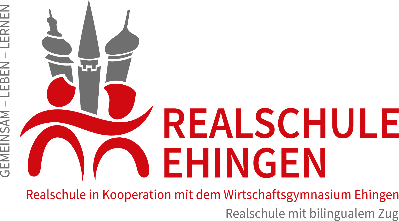 GEMEINSAM – LEBEN – LERNEN
REALSCHULE
EHINGEN
Realschule in Kooperation mit dem Wirtschaftsgymnasium Ehingen
Realschule mit bilingualem Zug